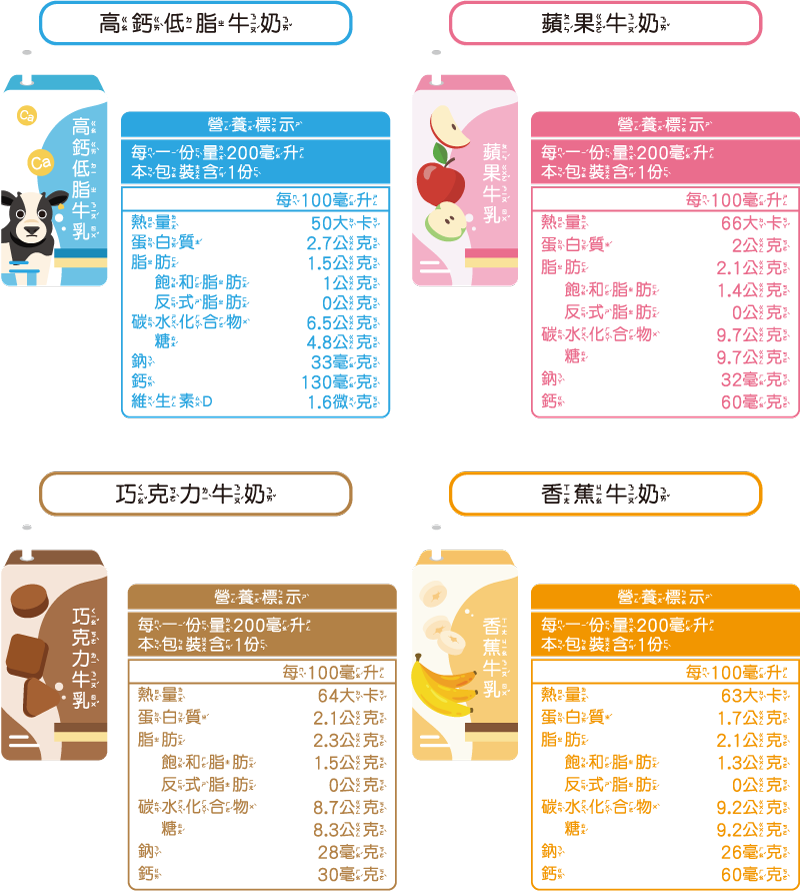 高鈣低脂牛奶
Ca
Ca
高鈣低脂牛乳
營養標示
每一份量200毫升
本包裝含1份
每100毫升
熱量 50大卡
蛋白質 2.7公克
脂肪 1.5公克
飽和脂肪 1公克
反式脂肪 0公克
碳水化合物 6.5公克
糖 4.8公克
鈉 33毫克
鈣 130毫克
維生素D 1.6微克
蘋果牛奶
蘋果牛乳
營養標示
每一份量200毫升
本包裝含1份
每100毫升
熱量 66大卡
蛋白質 2公克
脂肪 2.1公克
飽和脂肪 1.4公克
反式脂肪 0公克
碳水化合物 9.7公克
糖 9.7公克
鈉 32毫克
鈣 60毫克
巧克力牛奶
巧克力牛乳
營養標示
每一份量200毫升
本包裝含1份
每100毫升
熱量 64大卡
蛋白質 2.1公克
脂肪 2.3公克
飽和脂肪 1.5公克
反式脂肪 0公克
碳水化合物 8.7公克
糖 8.3公克
鈉 28毫克
鈣 30毫克
香蕉牛奶
香蕉牛乳
營養標示
每一份量200毫升
本包裝含1份
每100毫升
熱量 63大卡
蛋白質 1.7公克
脂肪 2.1公克
飽和脂肪 1.3公克
反式脂肪 0公克
碳水化合物 9.2公克
糖 9.2公克
鈉 26毫克
鈣 60毫克